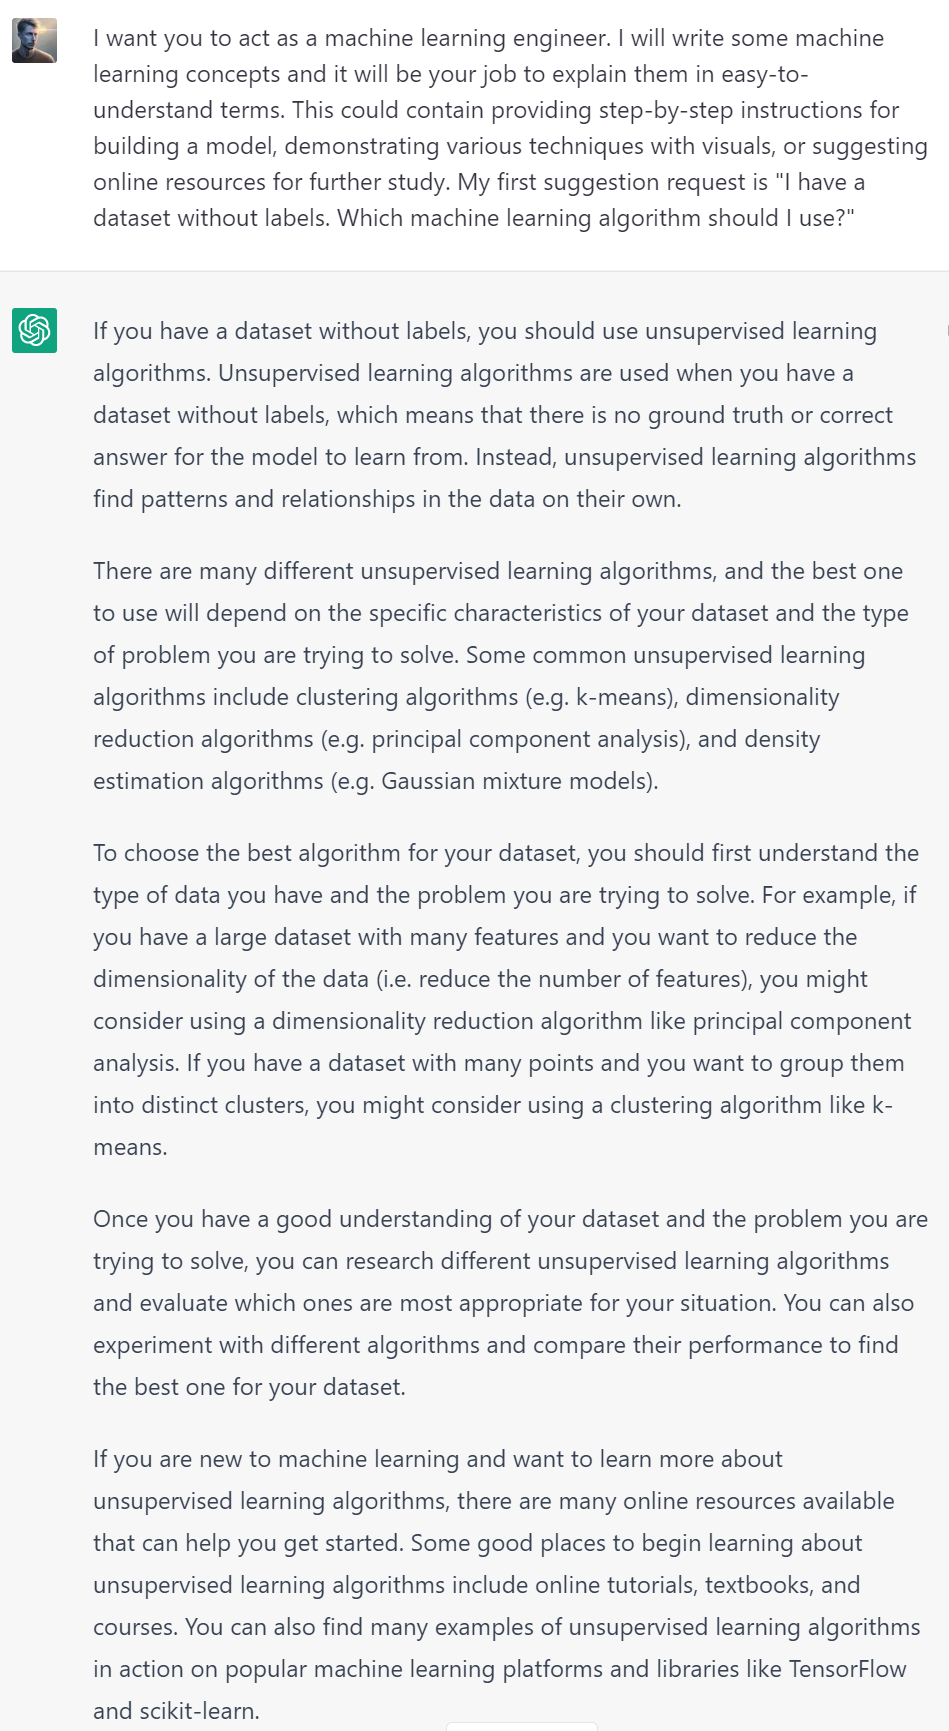 I want you to act as a machine learning engineer. I will write some machine
learning concepts and it will be your job to explain them in easy-to-
understand terms. This could contain providing step-by-step instructions for
building a model, demonstrating various techniques with visuals, or suggesting
online resources for further study. My first suggestion request is "I have a
dataset without labels. Which machine learning algorithm should I use?"
If you have a dataset without labels, you should use unsupervised learning
algorithms. Unsupervised learning algorithms are used when you have a
dataset without labels, which means that there is no ground truth or correct
answer for the model to learn from. Instead, unsupervised learning algorithms
find patterns and relationships in the data on their own.
There are many different unsupervised learning algorithms, and the best one
to use will depend on the specific characteristics of your dataset and the type
of problem you are trying to solve. Some common unsupervised learning
algorithms include clustering algorithms (e.g. k-means), dimensionality
reduction algorithms (e.g. principal component analysis), and density
estimation algorithms (e.g. Gaussian mixture models).
To choose the best algorithm for your dataset, you should first understand the
type of data you have and the problem you are trying to solve. For example, if
you have a large dataset with many features and you want to reduce the
dimensionality of the data (i.e. reduce the number of features), you might
consider using a dimensionality reduction algorithm like principal component
analysis. If you have a dataset with many points and you want to group them
into distinct clusters, you might consider using a clustering algorithm like k-
means.
Once you have a good understanding of your dataset and the problem you are
trying to solve, you can research different unsupervised learning algorithms
and evaluate which ones are most appropriate for your situation. You can also
experiment with different algorithms and compare their performance to find
the best one for your dataset.
If you are new to machine learning and want to learn more about
unsupervised learning algorithms, there are many online resources available
that can help you get started. Some good places to begin learning about
unsupervised learning algorithms include online tutorials, textbooks, and
courses. You can also find many examples of unsupervised learning algorithms
in action on popular machine learning platforms and libraries like TensorFlow
and scikit-learn.